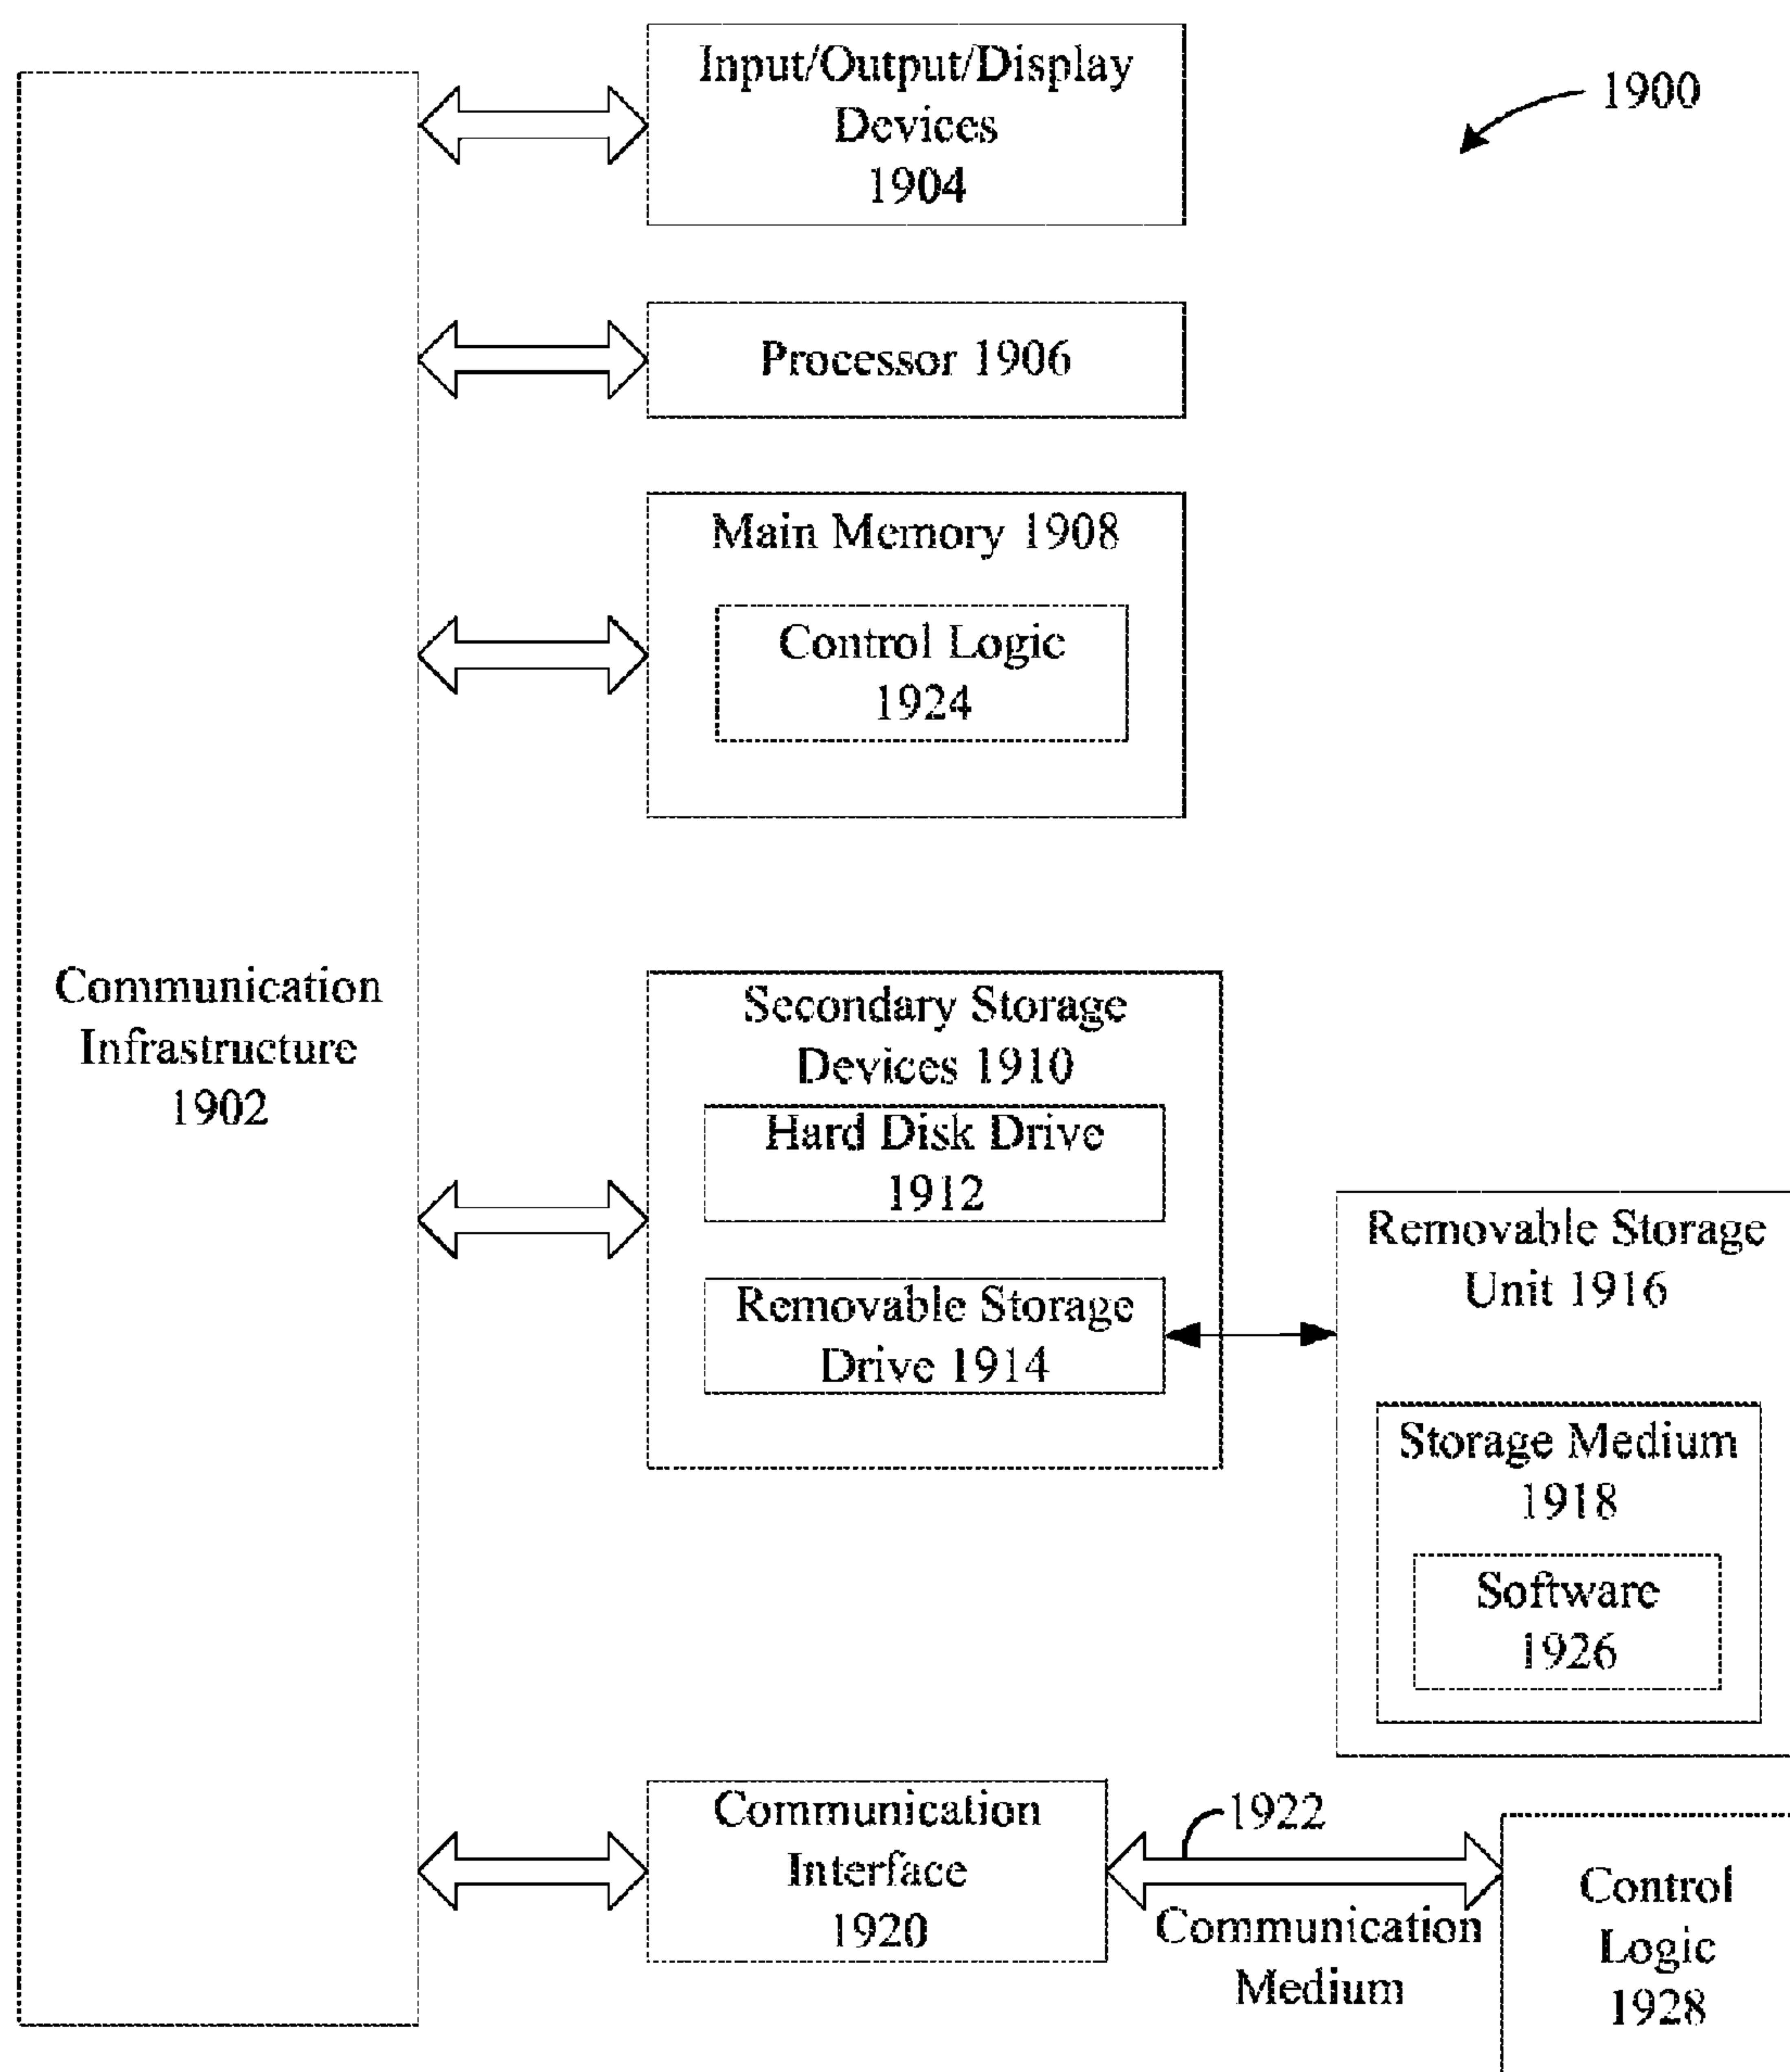 Input/Output/Display
Devices
1904
1900
Processor 1906
Main Memory 1908
Control Logic
1924
Communication
Infrastructure
1902
Secondary Storage
Devices 1910
Hard Disk Drive
1912
Removable Storage
Drive 1914
Removable Storage
Unit 1916
Storage Medium
1918
Software
1926
Communication
Interface
1920
1922
Communication
Medium
Control
Logic
1928